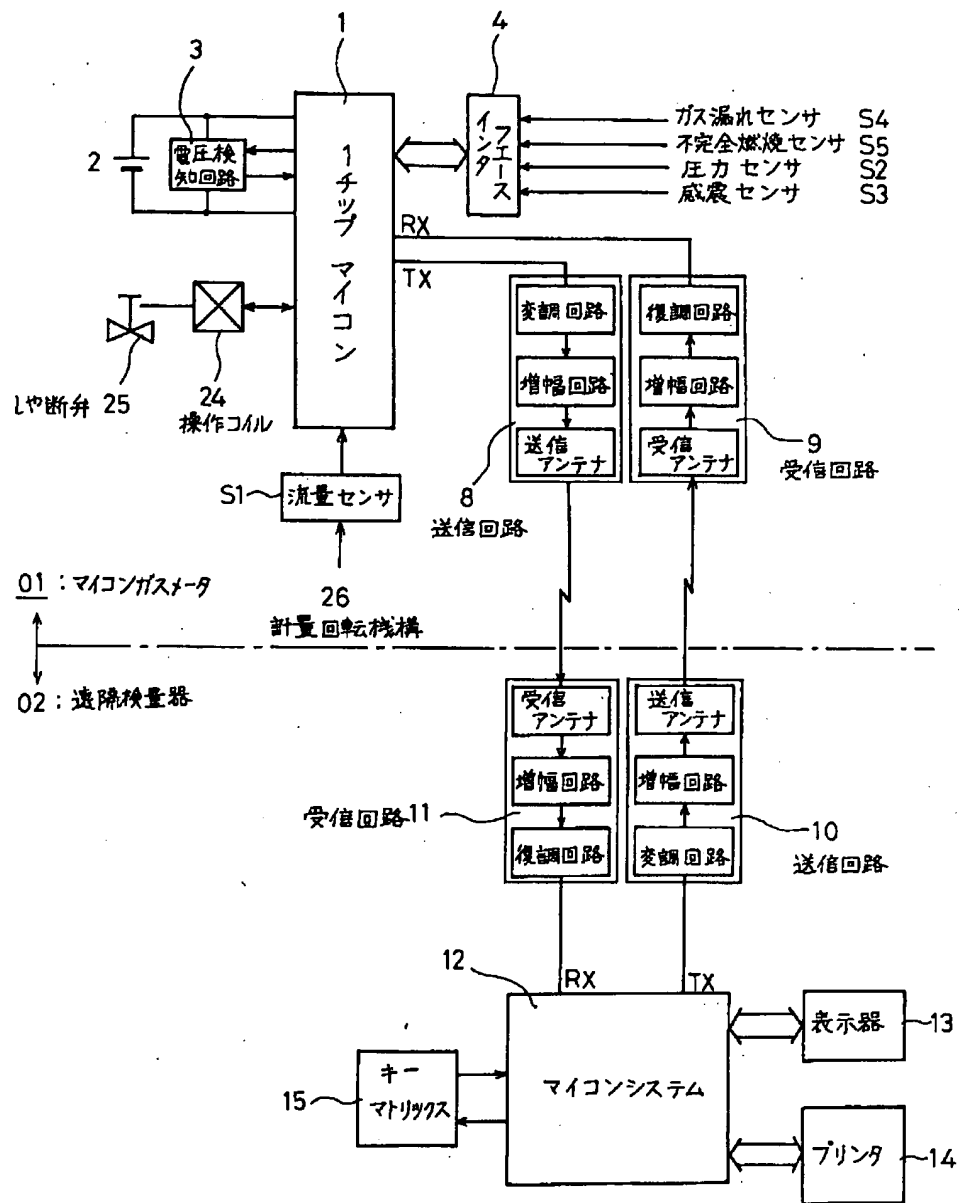 1
4
3
2
電圧検
知回路
1チップ マイコン
インタ
フエース
ガス漏れセンサ S4
不完全燃焼センサ S5
圧力センサ S2
感震センサ S3
RX
TX
変調回路
増幅回路
送信
アンテナ
8
送信回路
復調回路
増幅回路
受信
アンテナ
9
受信回路
しや断弁 25
24
操作コイル
S1
流量センサ
26
計量回転機構
01:マイコンガスメータ
02:遠隔検量器
受信
アンテナ
増幅回路
復調回路
受信回路11
送信
アンテナ
増幅回路
変調回路
10
送信回路
RX
TX
12
マイコンシステム
15
キー
マトリックス
表示器
13
プリンタ
14